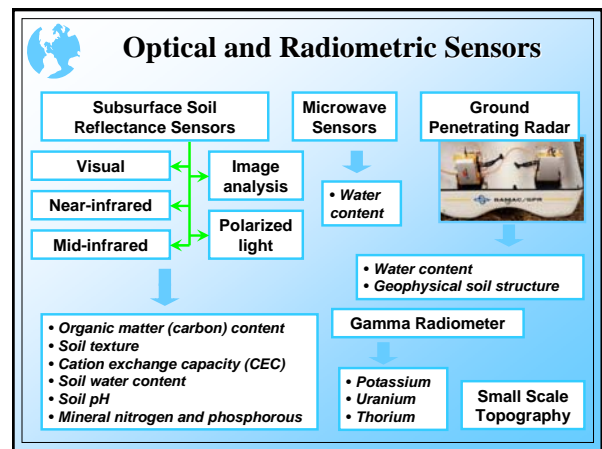 Optical and Radiometric Sensors
Subsurface Soil
Reflectance Sensors
Visual
Near-infrared
Mid-infrared
Image
analysis
Polarized
light
• Organic matter (carbon) content
• Soil texture
• Cation exchange capacity (CEC)
• Soil water content
• Soil pH
• Mineral nitrogen and phosphorous
Microwave
Sensors
• Water
content
Ground
Penetrating Radar
RAMAC/GPR
• Water content
• Geophysical soil structure
Gamma Radiometer
• Potassium
• Uranium
• Thorium
Small Scale
Topography